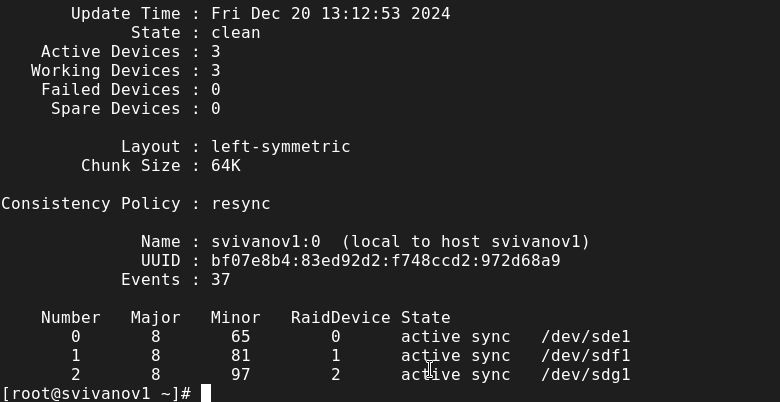 Update Time : Fri Dec 20 13:12:53 2024
State : clean
Active Devices : 3
Working Devices : 3
Failed Devices : 0
Spare Devices : 0
Layout : left-symmetric
Chunk Size : 64K
Consistency Policy : resync
Name : svivanov1:0  (local to host svivanov1)
UUID : bf07e8b4:83ed92d2:f748ccd2:972d68a9
Events : 37
Number   Major   Minor   RaidDevice State
0       8       65        0      active sync   /dev/sde1
1       8       81        1      active sync   /dev/sdf1
2       8       97        2      active sync   /dev/sdg1
[root@svivanov1 ~]#